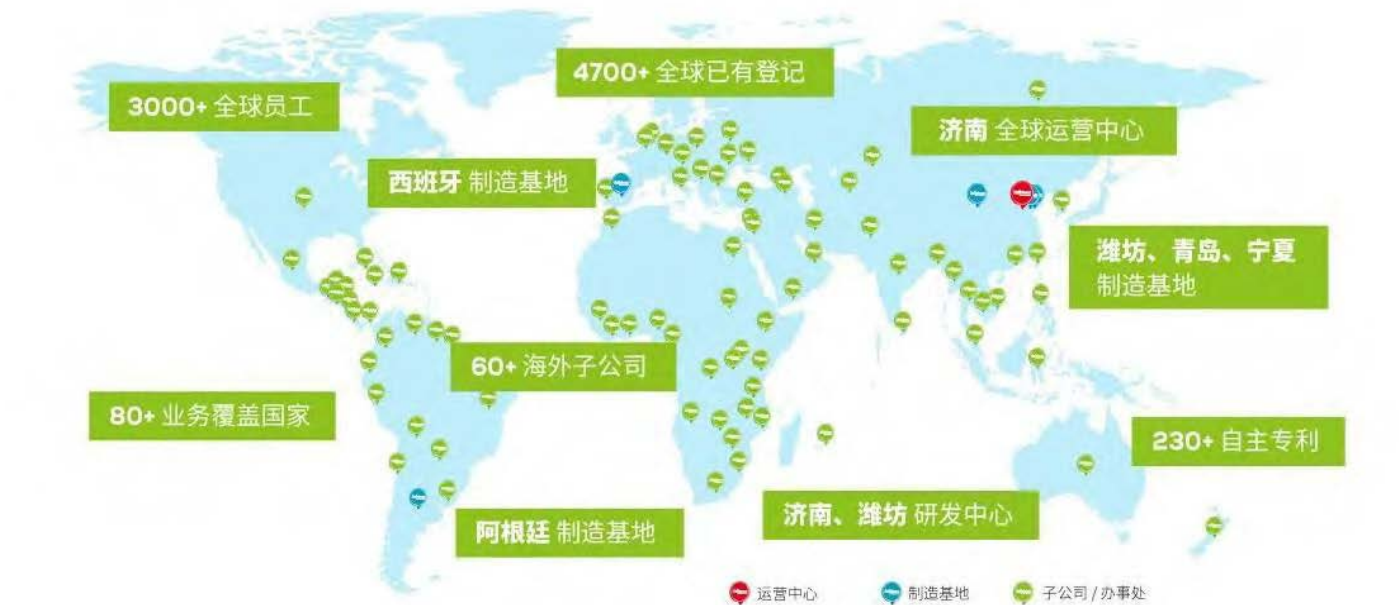 4700+ 全球已有登记
3000+ 全球员工
济南 全球运营中心
西班牙 制造基地
潍坊、青岛、宁夏
制造基地
60+ 海外子公司
80+ 业务覆盖国家
230+ 自主专利
济南、潍坊 研发中心
阿根廷 制造基地
运营中心
制造基地
子公司 / 办事处